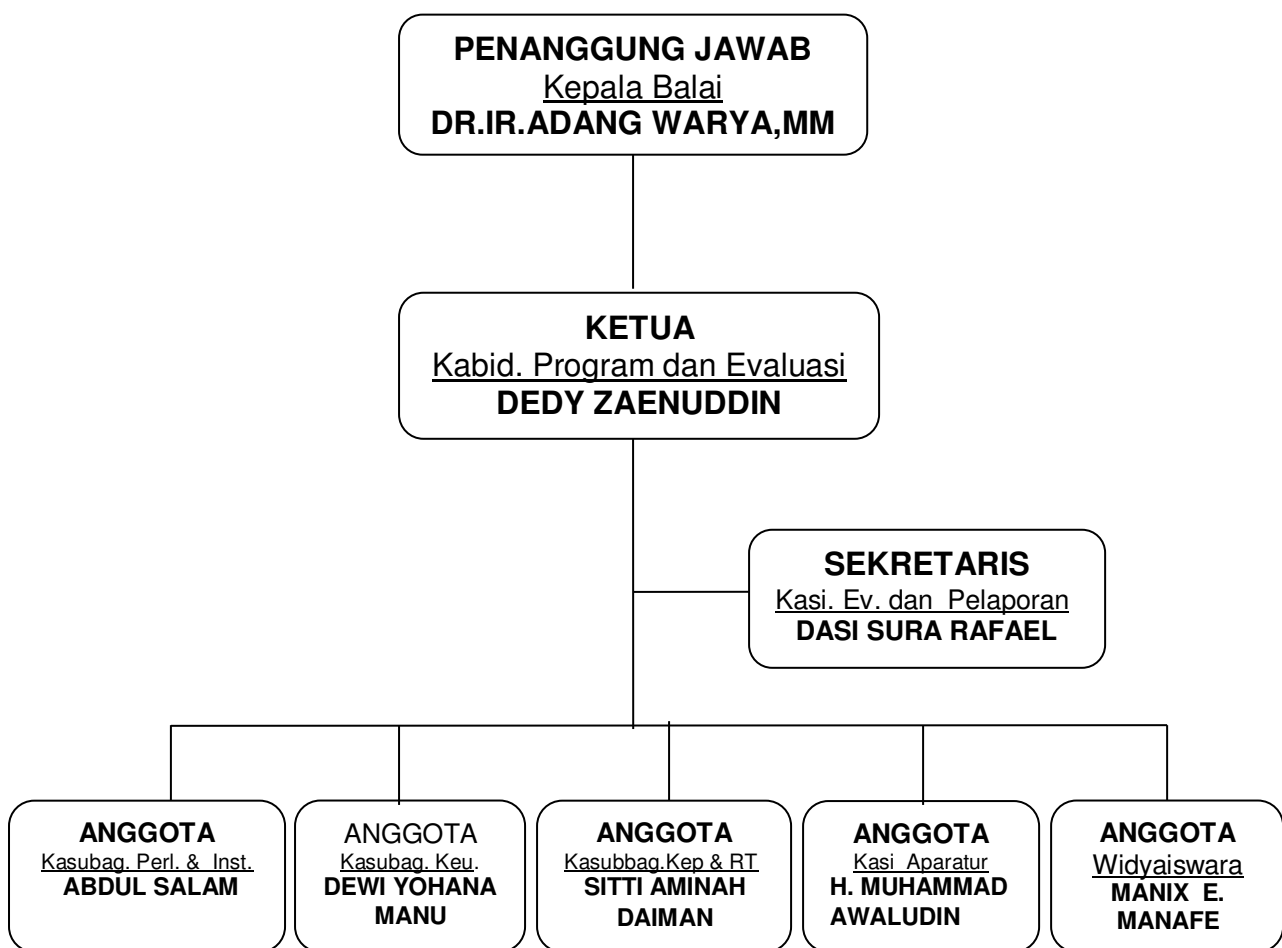 PENANGGUNG JAWAB
Kepala Balai
DR.IR.ADANG WARYA,MM
KETUA
Kabid. Program dan Evaluasi
DEDY ZAENUDDIN
SEKRETARIS
Kasi. Ev. dan Pelaporan
DASI SURA RAFAEL
ANGGOTA
Kasubag. Perl. & Inst.
ABDUL SALAM
ANGGOTA
Kasubag. Keu.
DEWI YOHANA
MANU
ANGGOTA
Kasubbag.Kep & RT
SITTI AMINAH
DAIMAN
ANGGOTA
Kasi Aparatur
H. MUHAMMAD
AWALUDIN
ANGGOTA
Widyaiswara
MANIX E.
MANAFE